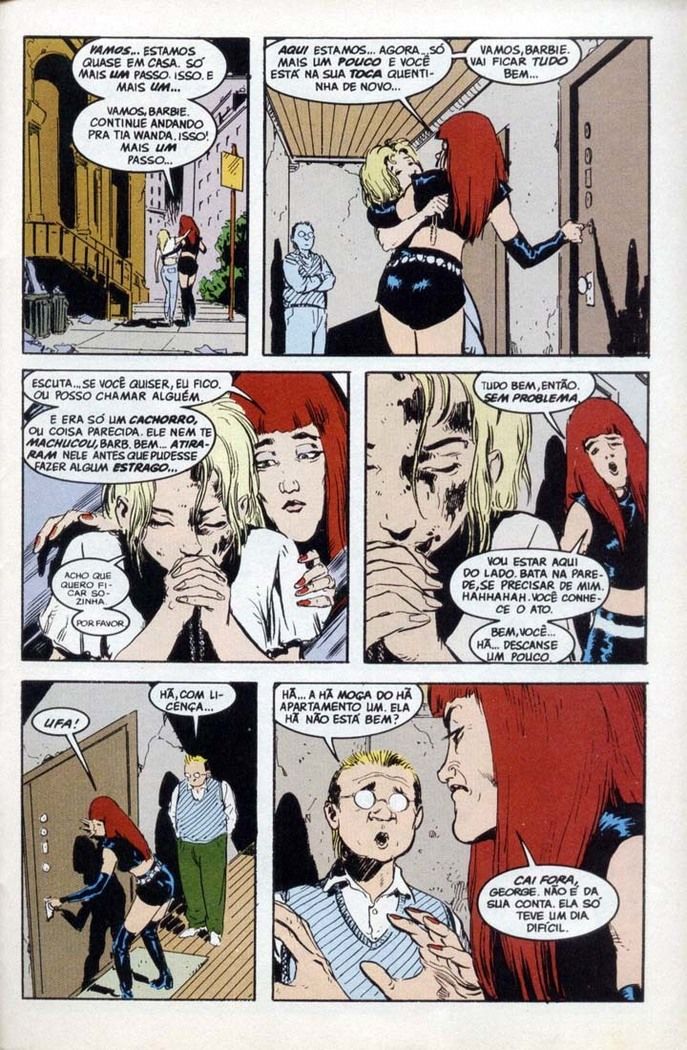 VAMOS... ESTAMOS
QUASE EM CASA. SÓ
MAIS UM PASSO. ISSO. E
MAIS UM...
VAMOS, BARBIE.
CONTINUE ANDANDO
PRA TIA WANDA. ISSO!
MAIS UM
PASSO...
AQUI ESTAMOS... AGORA...SÓ
MAIS UM POUCO E VOCÊ
ESTÁ NA SUA TOCA QUENTI-
NHA DE NOVO...
VAMOS, BARBIE.
VAI FICAR TUDO
BEM...
ESCUTA...SE VOCÊ QUISER, EU FICO.
OU POSSO CHAMAR ALGUÉM.
E ERA SÓ UM CACHORRO,
OU COISA PARECIDA. ELE NEM TE
MACHUCOU, BARB. BEM... ATIRA-
RAM NELE ANTES QUE PUDESSE
FAZER ALGUM ESTRAGO...
ACHO QUE
QUERO FI-
CAR SO-
ZINHA.
POR FAVOR.
TUDO BEM, ENTÃO.
SEM PROBLEMA.
VOU ESTAR AQUI
DO LADO. BATA NA PARE-
DE, SE PRECISAR DE MIM.
HAHHAHAH. VOCÊ CONHE-
CE O ATO.
BEM, VOCÊ...
HÃ... DESCANSE
UM POUCO.
UFA!
HÃ, COM LI-
CENÇA...
HÃ... A HÃ MOÇA DO HÃ
APARTAMENTO UM. ELA
HÃ NÃO ESTÁ BEM?
CAI FORA,
GEORGE. NÃO É DA
SUA CONTA. ELA SÓ
TEVE UM DIA
DIFÍCIL.